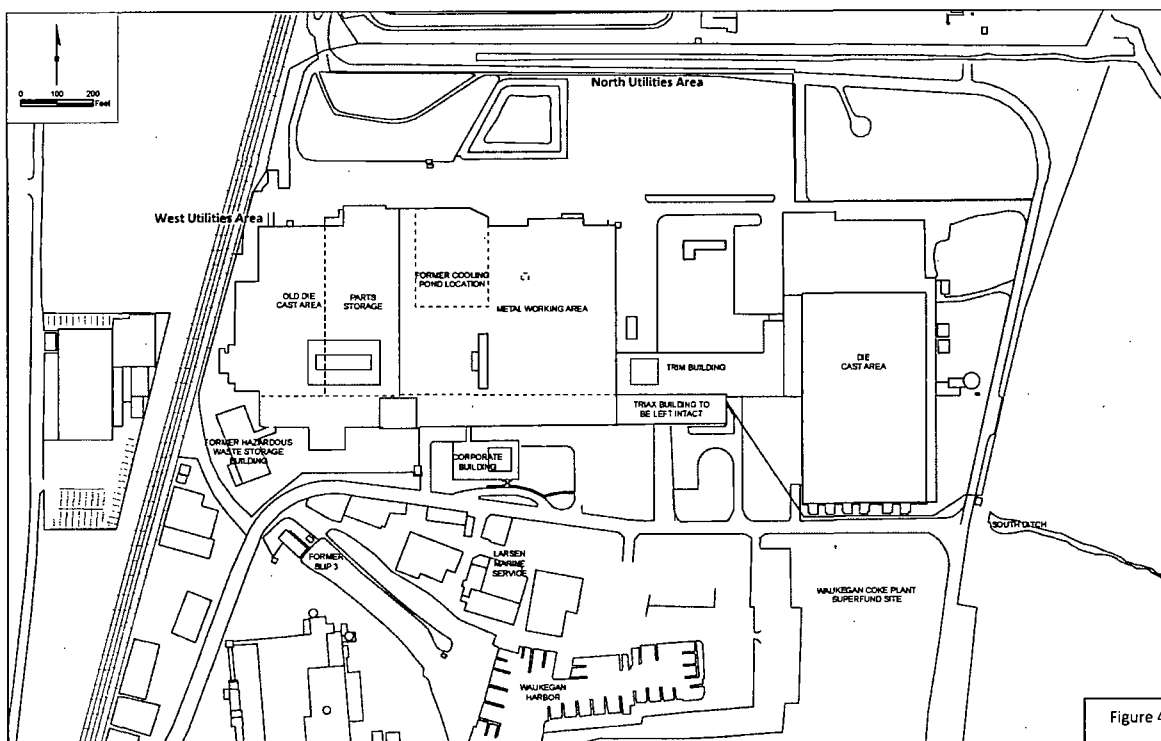 0 100 200
Feet
North Utilities Area
West Utilities Area
OLD DIE
CAST AREA
PARTS
STORAGE
FORMER COOLING
POND LOCATION
METAL WORKING AREA
TRIM BUILDING
DIE
CAST AREA
TRIAX BUILDING TO
BE LEFT INTACT
FORMER HAZARDOUS
WASTE STORAGE
BUILDING
CORPORATE
BUILDING
SOUTH DITCH
FORMER
SLIP 3
LARSEN
MARINE
SERVICE
WAUKEGAN COKE PLANT
SUPERFUND SITE
WAUKEGAN
HARBOR
Figure 4